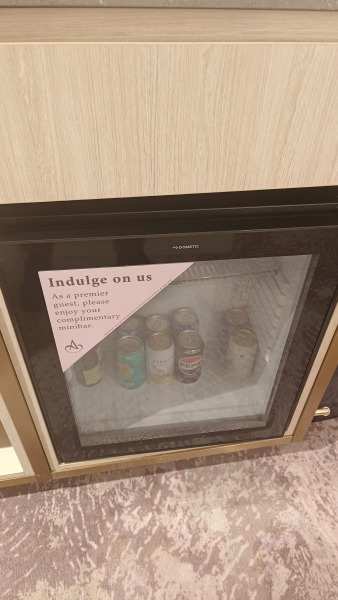 DOMETIC
Indulge on us
As a premier
guest, please
enjoy your
complimentary
minibar.
A